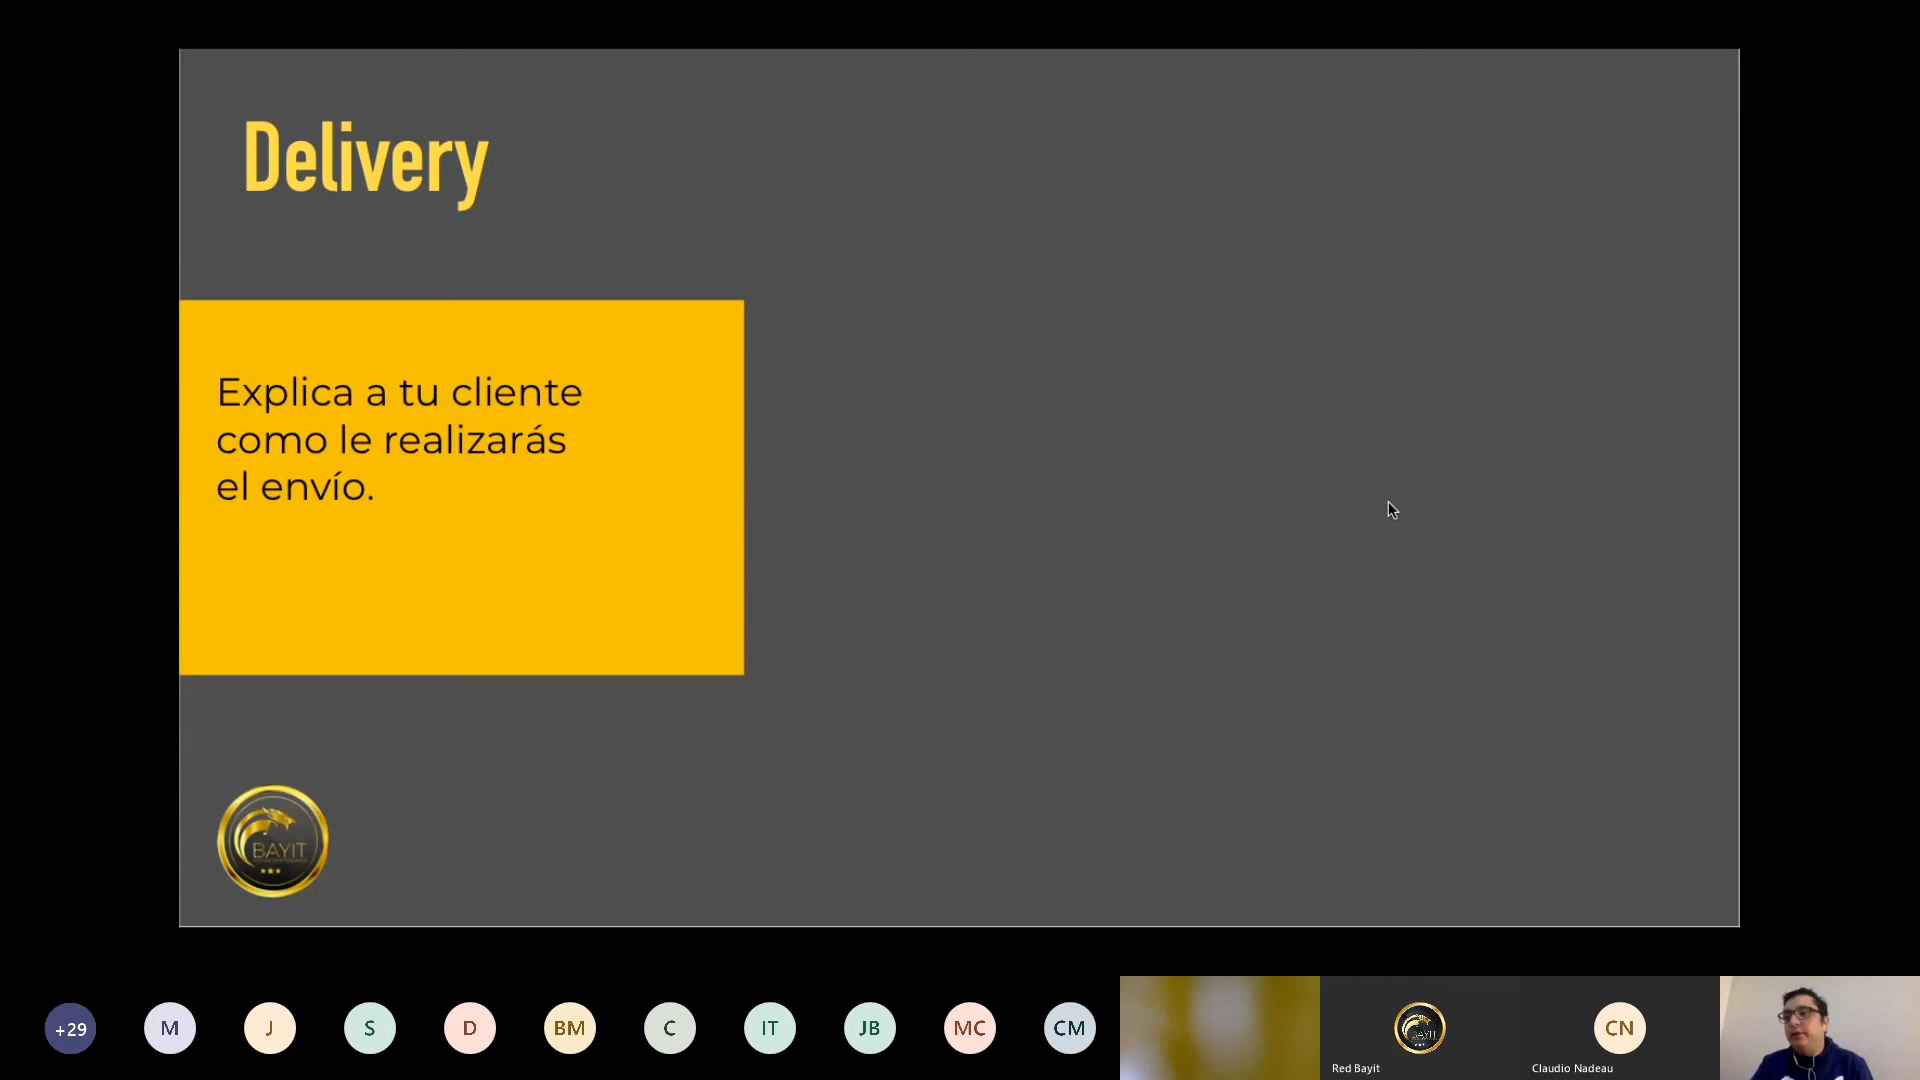 Delivery
Explica a tu cliente
como le realizarás
el envío.
BAYIT
+29
M
J
S
D
BM
C
IT
JB
MC
CM
BAYIT
Red Bayit
CN
Claudio Nadeau